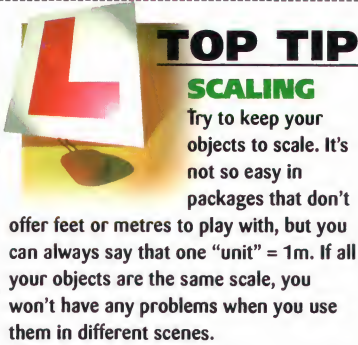 L
TOP TIP
SCALING
Try to keep your
objects to scale. It's
not so easy in
packages that don't
offer feet or metres to play with, but you
can always say that one "unit" = 1m. If all
your objects are the same scale, you
won't have any problems when you use
them in different scenes.